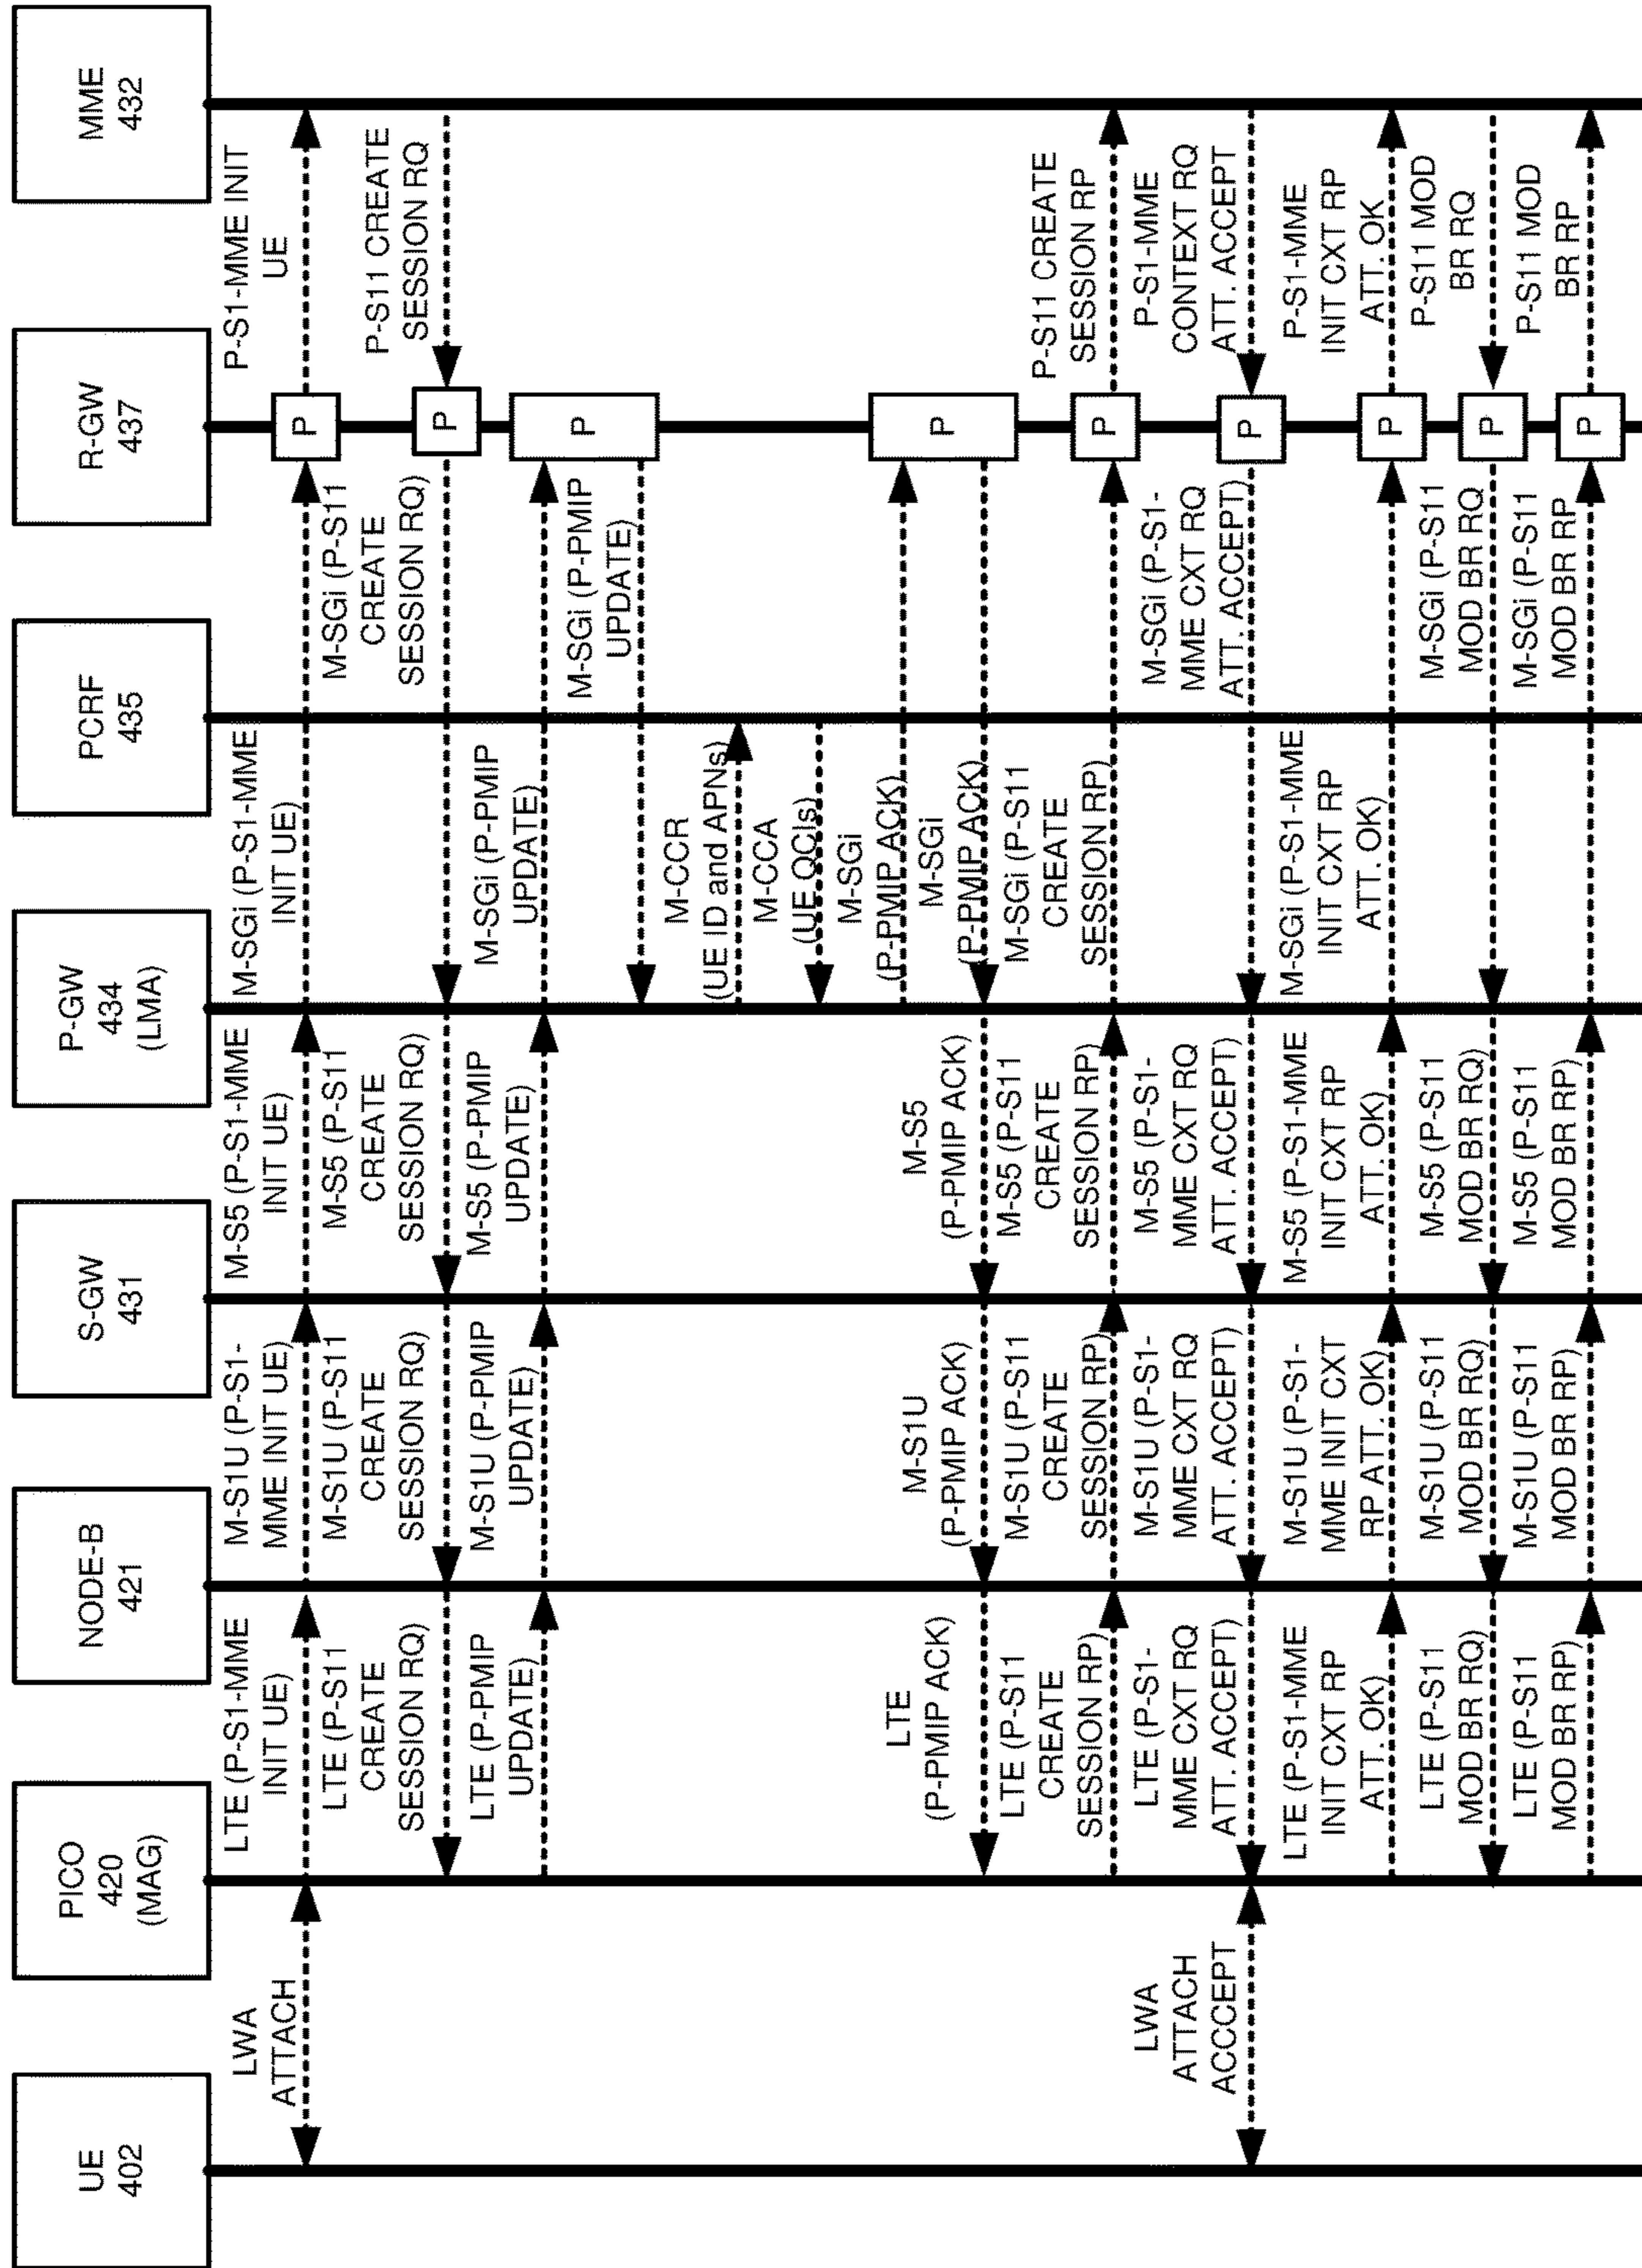 UE
402
PICO
420
(MAG)
NODE-B
421
S-GW
431
P-GW
434
(LMA)
PCRF
435
R-GW
437
MME
432
LWA
ATTACH
LTE (P-S1-MME
INIT UE)
M-S1U (P-S1-
MME INIT UE)
M-S5 (P-S1-MME
INIT UE)
M-SGi (P-S1-MME
INIT UE)
P
P-S1-MME INIT
UE
LTE (P-S11
CREATE
SESSION RQ)
M-S1U (P-S11
CREATE
SESSION RQ)
M-S5 (P-S11
CREATE
SESSION RQ)
M-SGi (P-S11
CREATE
SESSION RQ)
P
P-S11 CREATE
SESSION RQ
LTE (P-PMIP
UPDATE)
M-S1U (P-PMIP
UPDATE)
M-S5 (P-PMIP
UPDATE)
M-SGi (P-PMIP
UPDATE)
P
M-SGi (P-PMIP
UPDATE)
M-CCR
(UE ID and APNs)
M-CCA
(UE QCIs)
M-SGi
(P-PMIP ACK)
P
LTE
(P-PMIP ACK)
M-S1U
(P-PMIP ACK)
M-S5
(P-PMIP ACK)
M-SGi
(P-PMIP ACK)
LTE (P-S11
CREATE
SESSION RP)
M-S1U (P-S11
CREATE
SESSION RP)
M-S5 (P-S11
CREATE
SESSION RP)
M-SGi (P-S11
CREATE
SESSION RP)
P
P-S11 CREATE
SESSION RP
LWA
ATTACH
ACCCEPT
LTE (P-S1-
MME CXT RQ
ATT. ACCEPT)
M-S1U (P-S1-
MME CXT RQ
ATT. ACCEPT)
M-S5 (P-S1-
MME CXT RQ
ATT. ACCEPT)
M-SGi (P-S1-
MME CXT RQ
ATT. ACCEPT)
P
P-S1-MME
CONTEXT RQ
ATT. ACCEPT
LTE (P-S1-MME
INIT CXT RP
ATT. OK)
M-S1U (P-S1-
MME INIT CXT
RP ATT. OK)
M-S5 (P-S1-MME
INIT CXT RP
ATT. OK)
M-SGi (P-S1-MME
INIT CXT RP
ATT. OK)
P
P-S1-MME
INIT CXT RP
ATT. OK
LTE (P-S11
MOD BR RQ)
M-S1U (P-S11
MOD BR RQ)
M-S5 (P-S11
MOD BR RQ)
M-SGi (P-S11
MOD BR RQ
P
P-S11 MOD
BR RQ
LTE (P-S11
MOD BR RP)
M-S1U (P-S11
MOD BR RP)
M-S5 (P-S11
MOD BR RP)
M-SGi (P-S11
MOD BR RP
P
P-S11 MOD
BR RP